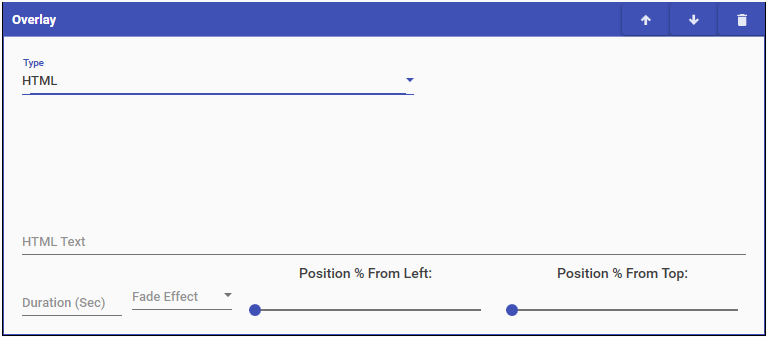 Overlay
Type
HTML
HTML Text
Position % From Left:
Position % From Top:
Duration (Sec)
Fade Effect